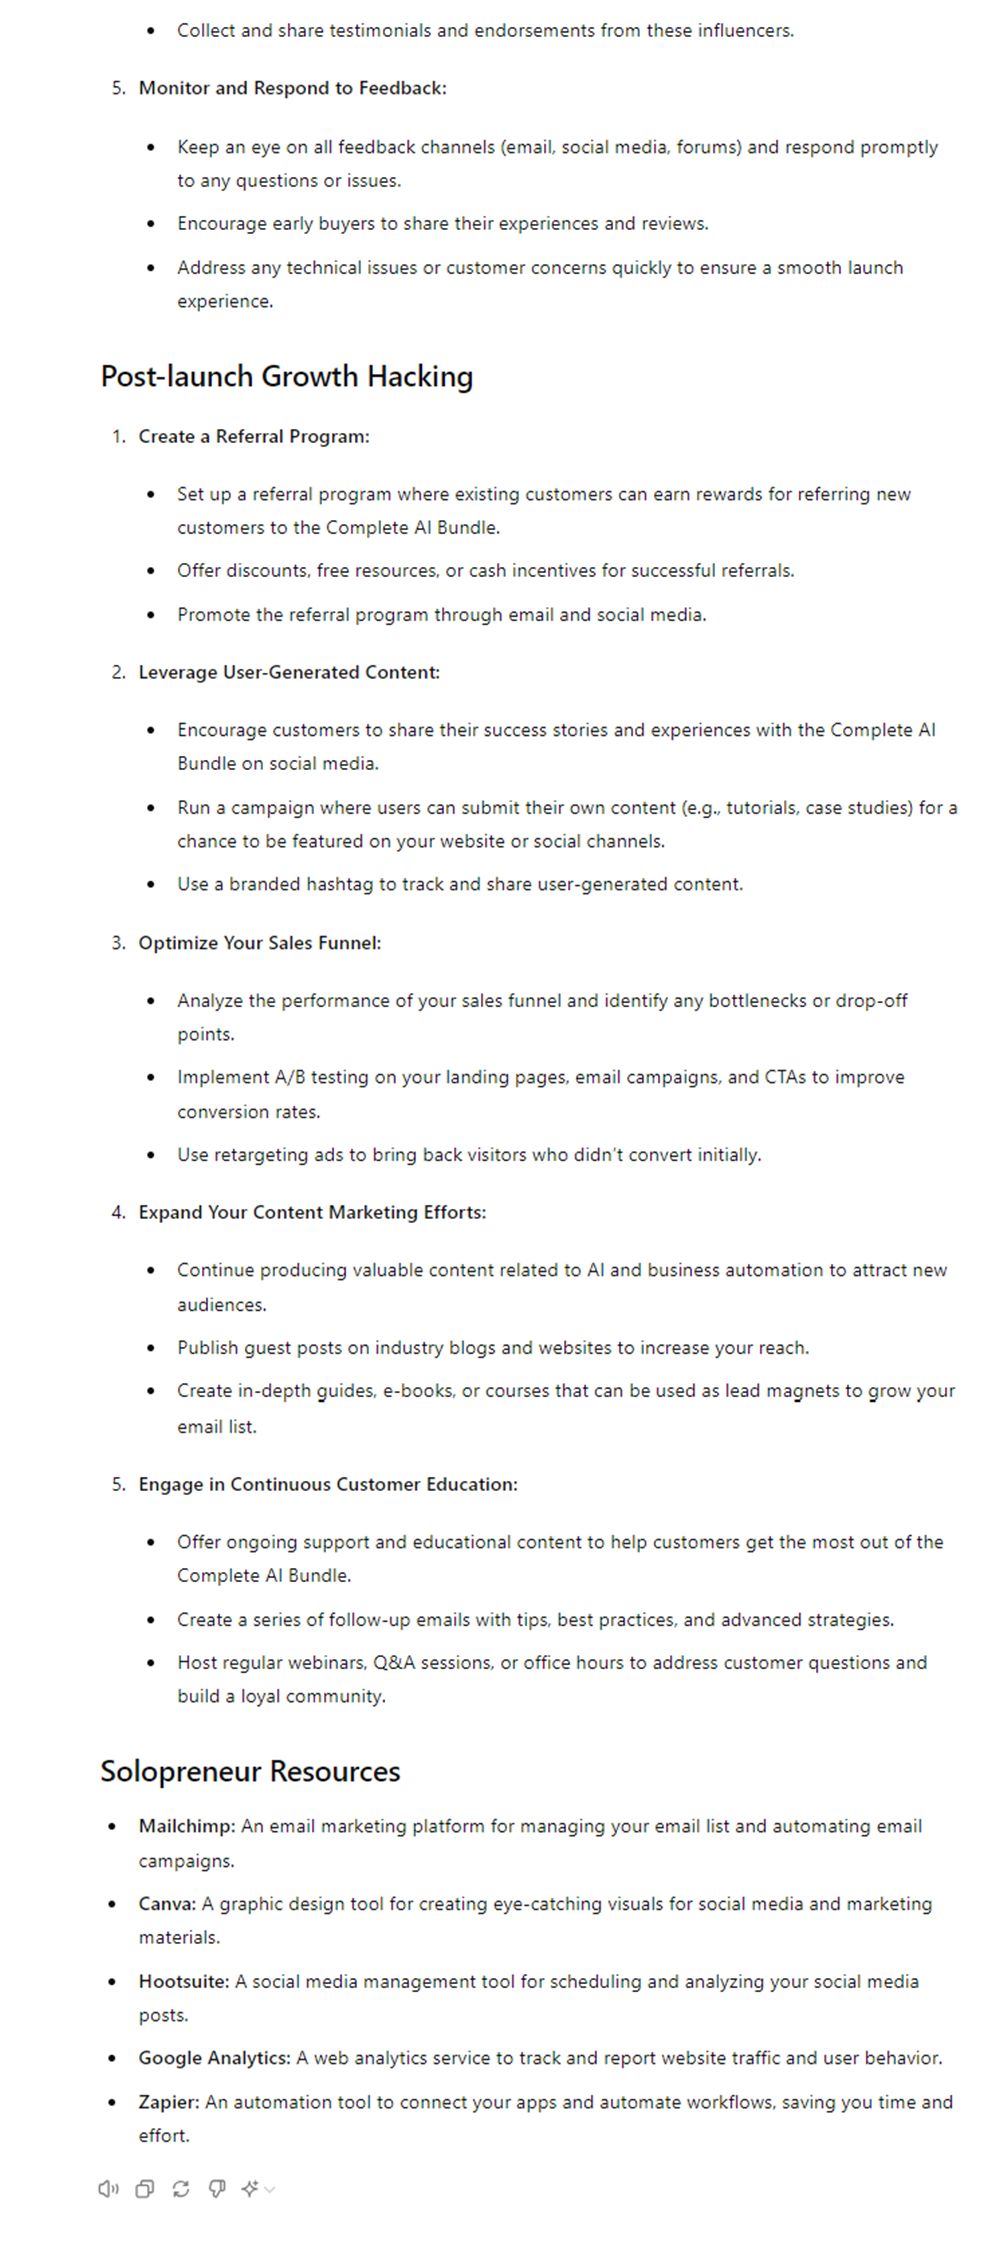 • Collect and share testimonials and endorsements from these influencers.
5. Monitor and Respond to Feedback:
• Keep an eye on all feedback channels (email, social media, forums) and respond promptly
to any questions or issues.
• Encourage early buyers to share their experiences and reviews.
• Address any technical issues or customer concerns quickly to ensure a smooth launch
experience.
Post-launch Growth Hacking
1. Create a Referral Program:
• Set up a referral program where existing customers can earn rewards for referring new
customers to the Complete AI Bundle.
• Offer discounts, free resources, or cash incentives for successful referrals.
• Promote the referral program through email and social media.
2. Leverage User-Generated Content:
• Encourage customers to share their success stories and experiences with the Complete AI
Bundle on social media.
• Run a campaign where users can submit their own content (e.g., tutorials, case studies) for a
chance to be featured on your website or social channels.
• Use a branded hashtag to track and share user-generated content.
3. Optimize Your Sales Funnel:
• Analyze the performance of your sales funnel and identify any bottlenecks or drop-off
points.
• Implement A/B testing on your landing pages, email campaigns, and CTAs to improve
conversion rates.
• Use retargeting ads to bring back visitors who didn't convert initially.
4. Expand Your Content Marketing Efforts:
• Continue producing valuable content related to AI and business automation to attract new
audiences.
• Publish guest posts on industry blogs and websites to increase your reach.
• Create in-depth guides, e-books, or courses that can be used as lead magnets to grow your
email list.
5. Engage in Continuous Customer Education:
• Offer ongoing support and educational content to help customers get the most out of the
Complete AI Bundle.
• Create a series of follow-up emails with tips, best practices, and advanced strategies.
• Host regular webinars, Q&A sessions, or office hours to address customer questions and
build a loyal community.
Solopreneur Resources
• Mailchimp: An email marketing platform for managing your email list and automating email
campaigns.
• Canva: A graphic design tool for creating eye-catching visuals for social media and marketing
materials.
• Hootsuite: A social media management tool for scheduling and analyzing your social media
posts.
• Google Analytics: A web analytics service to track and report website traffic and user behavior.
• Zapier: An automation tool to connect your apps and automate workflows, saving you time and
effort.